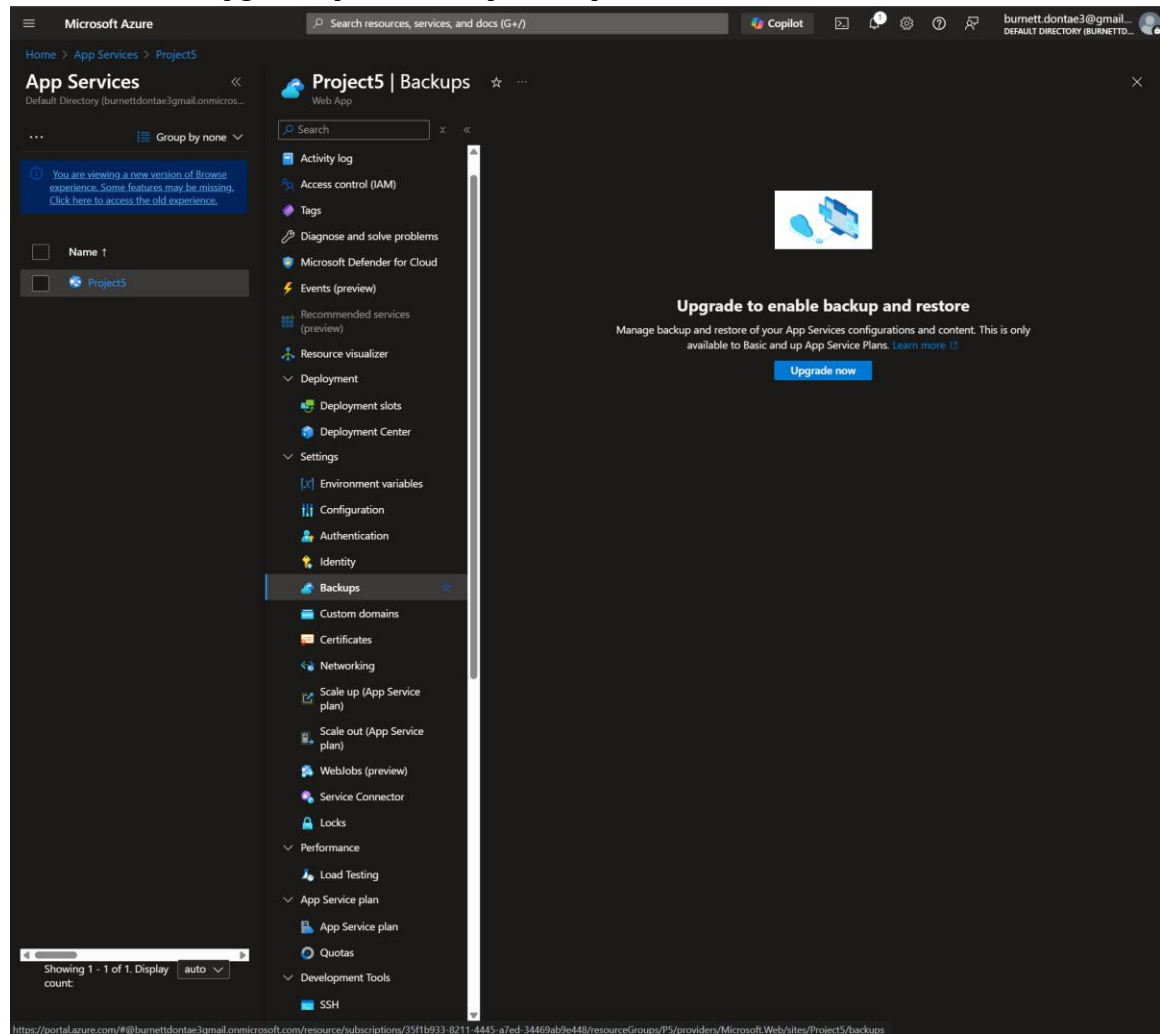 Microsoft Azure
Search resources, services, and docs (G+/)
Copilot
1
burnett.dontae3@gmail...
DEFAULT DIRECTORY (BURNETTD...
Home > App Services > Project5
App Services
Default Directory (burnettdontae3gmail.onmicros...
Project5 | Backups
Web App
... Group by none
Search
You are viewing a new version of Browse
experience. Some features may be missing.
Click here to access the old experience.
Name ↑
Project5
Activity log
Access control (IAM)
Tags
Diagnose and solve problems
Microsoft Defender for Cloud
Events (preview)
Recommended services
(preview)
Resource visualizer
Deployment
Deployment slots
Deployment Center
Settings
Environment variables
Configuration
Authentication
Identity
Backups
Custom domains
Certificates
Networking
Scale up (App Service
plan)
Scale out (App Service
plan)
WebJobs (preview)
Service Connector
Locks
Performance
Load Testing
App Service plan
App Service plan
Quotas
Development Tools
SSH
Upgrade to enable backup and restore
Manage backup and restore of your App Services configurations and content. This is only
available to Basic and up App Service Plans. Learn more
Upgrade now
Showing 1 - 1 of 1. Display auto
count:
https://portal.azure.com/#@burnettdontae3gmail.onmicrosoft.com/resource/subscriptions/35f1b933-8211-4445-a7ed-34469ab9e448/resourceGroups/P5/providers/Microsoft.Web/sites/Project5/backups